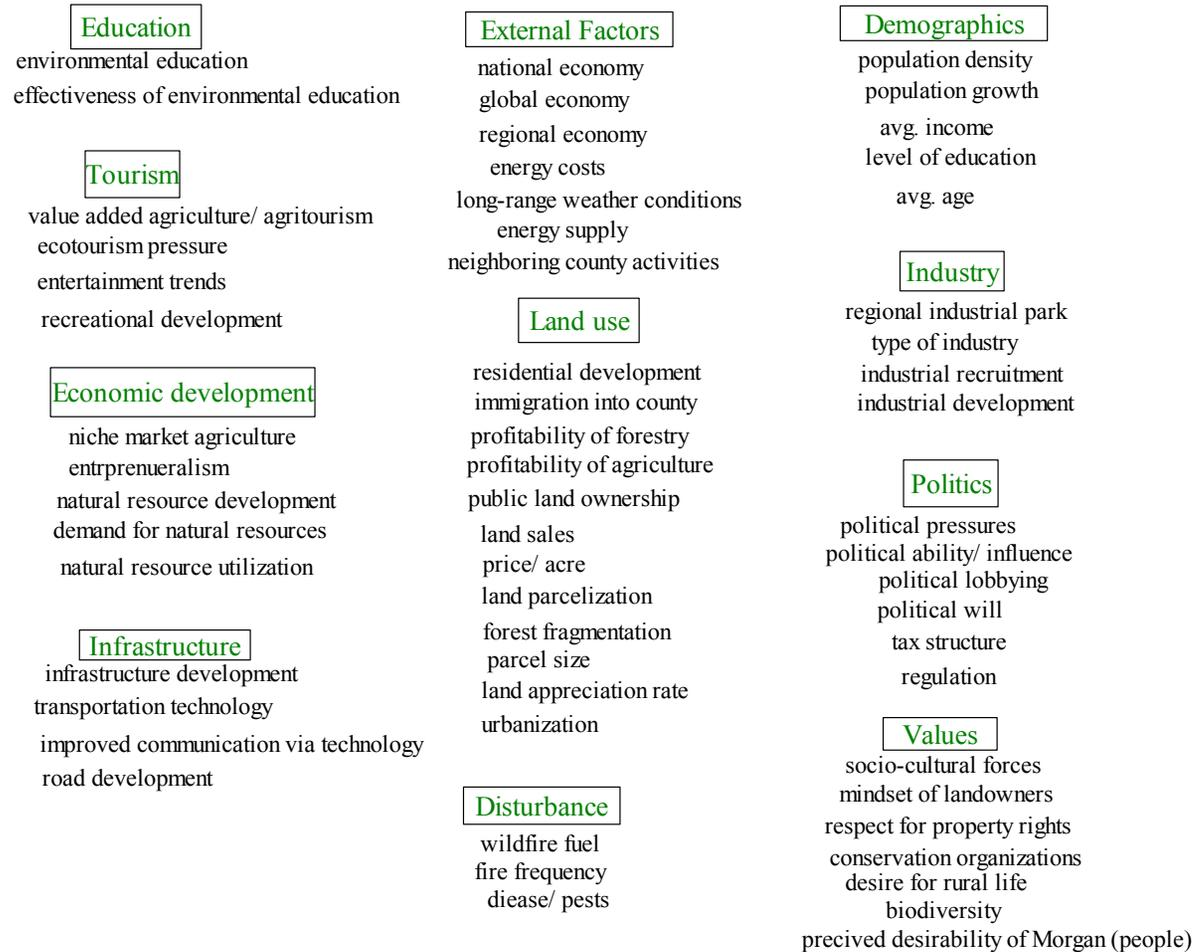 Education
environmental education
effectiveness of environmental education
Tourism
value added agriculture/ agritourism
ecotourism pressure
entertainment trends
recreational development
Economic development
niche market agriculture
entrprenueralism
natural resource development
demand for natural resources
natural resource utilization
Infrastructure
infrastructure development
transportation technology
improved communication via technology
road development
External Factors
national economy
global economy
regional economy
energy costs
long-range weather conditions
energy supply
neighboring county activities
Land use
residential development
immigration into county
profitability of forestry
profitability of agriculture
public land ownership
land sales
price/ acre
land parcelization
forest fragmentation
parcel size
land appreciation rate
urbanization
Disturbance
wildfire fuel
fire frequency
diease/ pests
Demographics
population density
population growth
avg. income
level of education
avg. age
Industry
regional industrial park
type of industry
industrial recruitment
industrial development
Politics
political pressures
political ability/ influence
political lobbying
political will
tax structure
regulation
Values
socio-cultural forces
mindset of landowners
respect for property rights
conservation organizations
desire for rural life
biodiversity
precived desirability of Morgan (people)